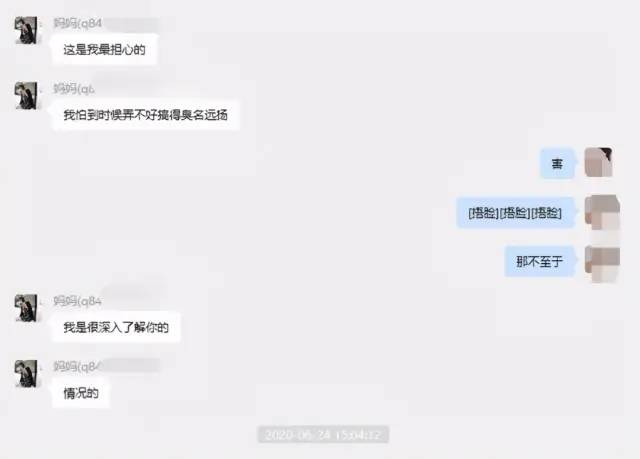 妈妈(q84
这是我最担心的
妈妈(q6
我怕到时候弄不好搞得臭名远扬
害
[捂脸][捂脸][捂脸]
那不至于
妈妈(q84
我是很深入了解你的
妈妈(q84
情况的
2020-06-24 15:04:12